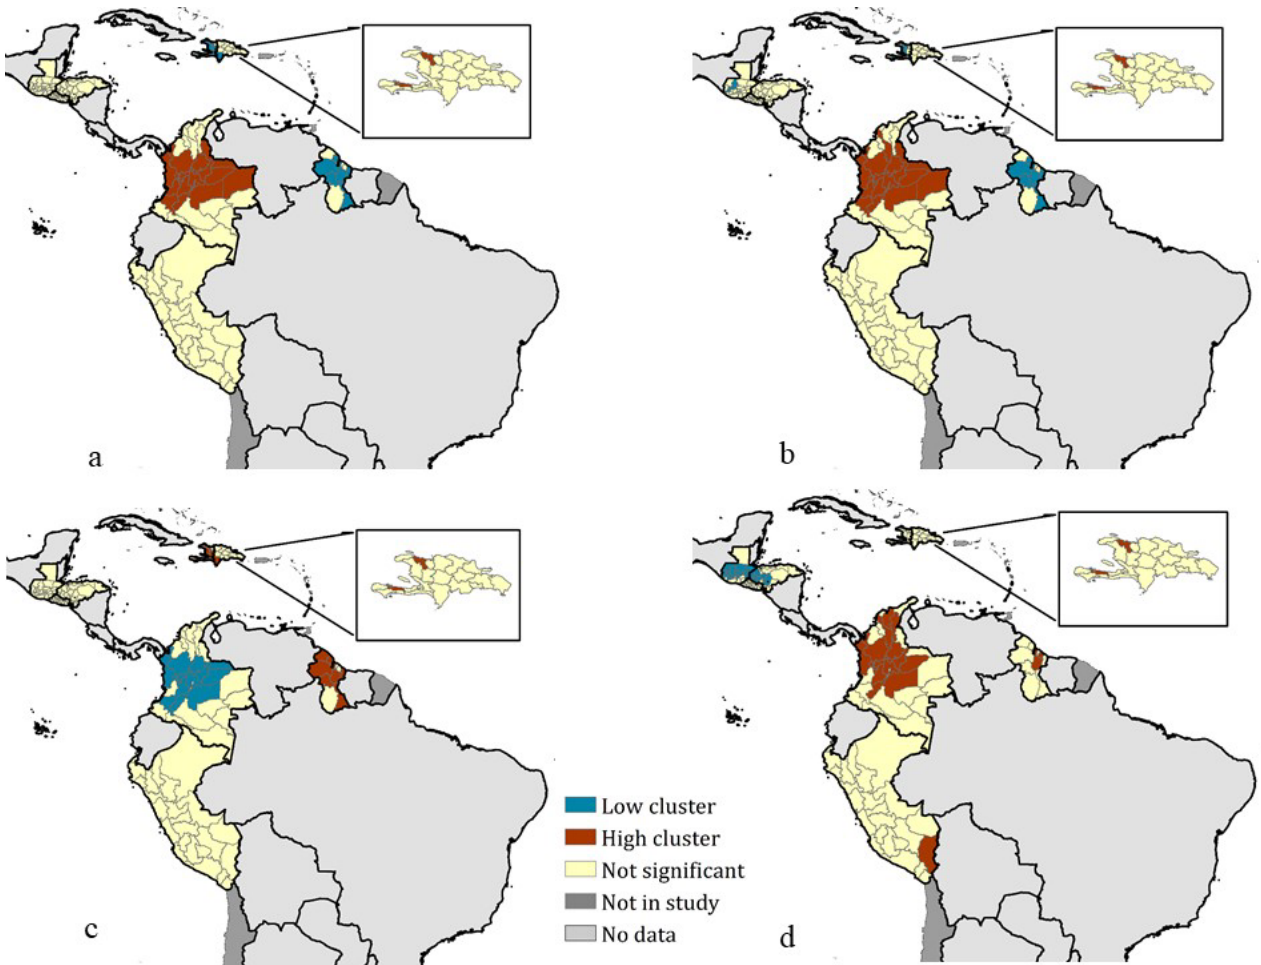 a
b
Low cluster
High cluster
Not significant
Not in study
No data
c
d